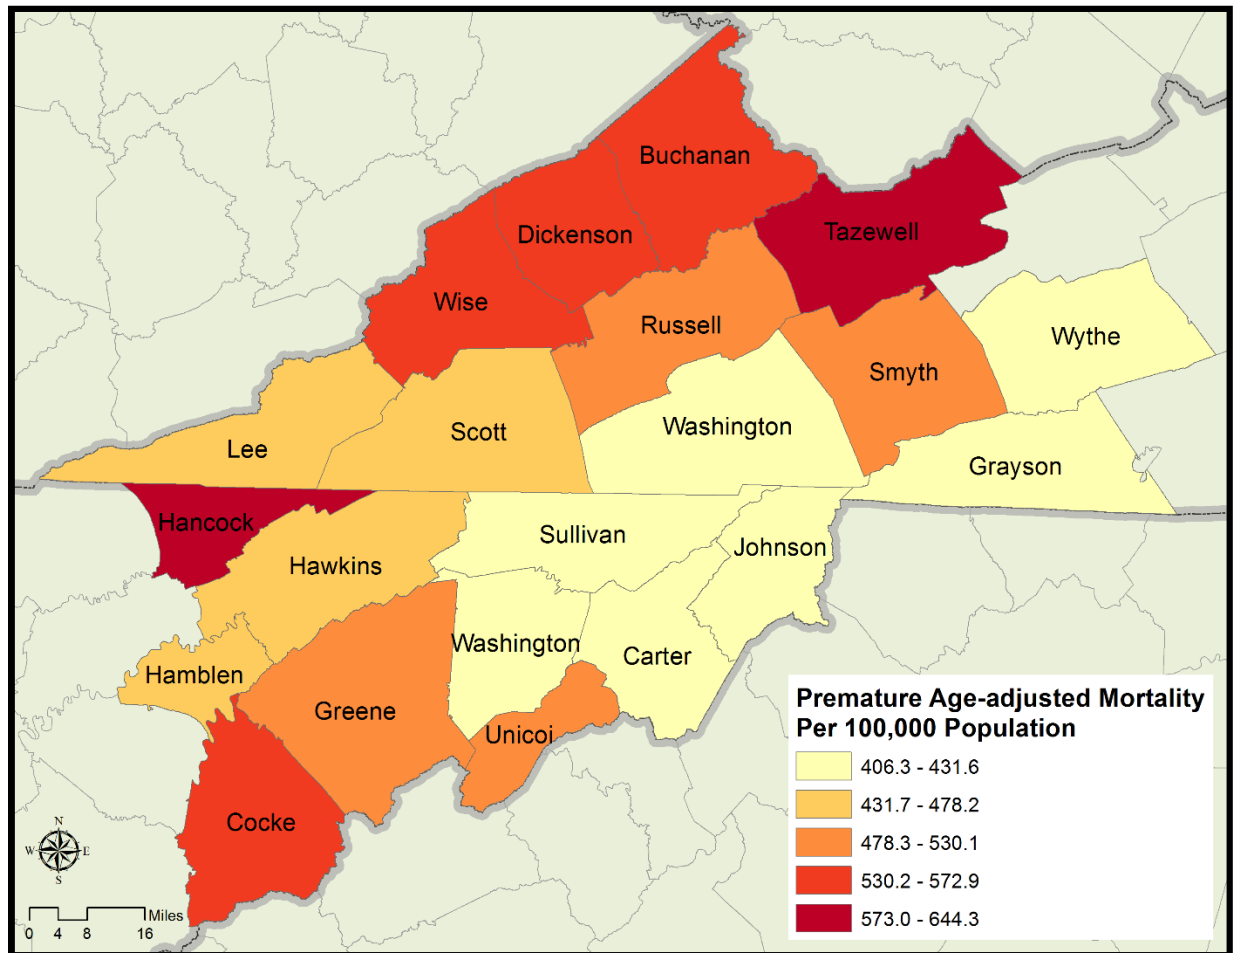 Buchanan
Tazewell
Dickenson
Wise
Russell
Wythe
Smyth
Washington
Scott
Lee
Grayson
Hancock
Sullivan
Johnson
Hawkins
Washington
Carter
Hamblen
Greene
Unicoi
Cocke
Premature Age-adjusted Mortality
Per 100,000 Population
406.3 - 431.6
431.7 - 478.2
478.3 - 530.1
530.2 - 572.9
573.0 - 644.3
N
W E
S
Miles
0 4 8 16